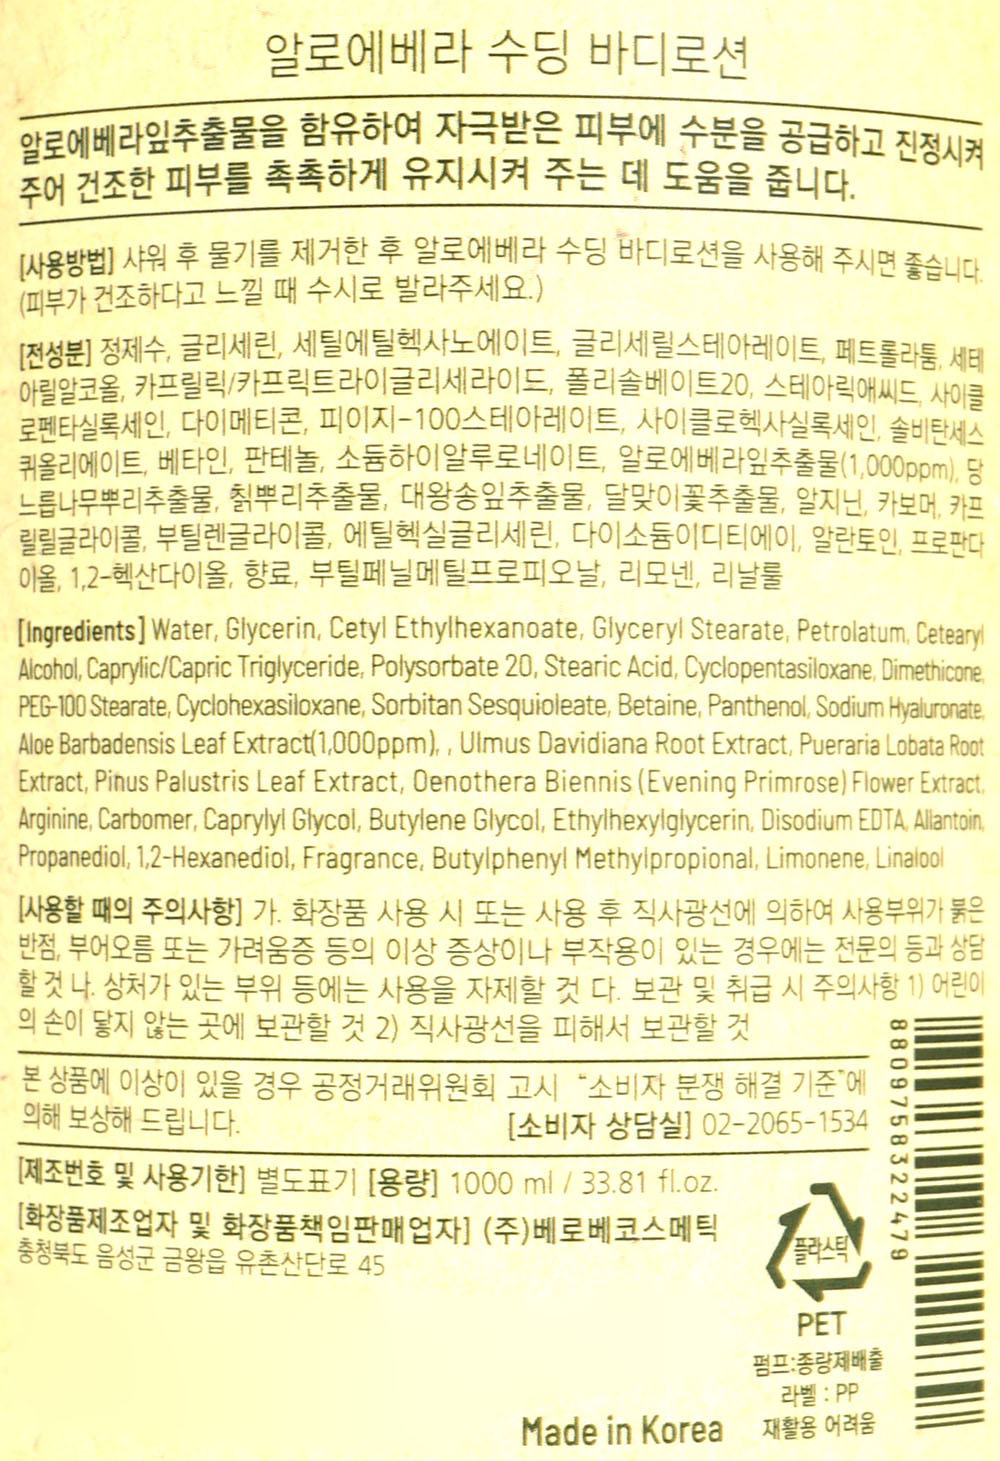 알로에베라 수딩 바디로션
알로에베라잎추출물을 함유하여 자극받은 피부에 수분을 공급하고 진정시켜
주어 건조한 피부를 촉촉하게 유지시켜 주는 데 도움을 줍니다.
[사용방법] 샤워 후 물기를 제거한 후 알로에베라 수딩 바디로션을 사용해 주시면 좋습니다.
(피부가 건조하다고 느낄 때 수시로 발라주세요.)
[전성분] 정제수, 글리세린, 세틸에틸헥사노에이트, 글리세릴스테아레이트, 페트롤라툼, 세테
아릴알코올, 카프릴릭/카프릭트라이글리세라이드, 폴리솔베이트20, 스테아릭애씨드, 사이클
로펜타실록세인, 다이메티콘, 피이지-100스테아레이트, 사이클로헥사실록세인, 솔비탄세스
퀴올리에이트, 베타인, 판테놀, 소듐하이알루로네이트, 알로에베라잎추출물(1,000ppm), 당
느릅나무뿌리추출물, 칡뿌리추출물, 대왕송잎추출물, 달맞이꽃추출물, 알지닌, 카보머, 카프
릴릴글라이콜, 부틸렌글라이콜, 에틸헥실글리세린, 다이소듐이디티에이, 알란토인, 프로판다
이올, 1,2-헥산다이올, 향료, 부틸페닐메틸프로피오날, 리모넨, 리날룰
[Ingredients] Water, Glycerin, Cetyl Ethylhexanoate, Glyceryl Stearate, Petrolatum, Cetearyl
Alcohol, Caprylic/Capric Triglyceride, Polysorbate 20, Stearic Acid, Cyclopentasiloxane, Dimethicone,
PEG-100 Stearate, Cyclohexasiloxane, Sorbitan Sesquioleate, Betaine, Panthenol, Sodium Hyaluronate,
Aloe Barbadensis Leaf Extract(1,000ppm), , Ulmus Davidiana Root Extract, Pueraria Lobata Root
Extract, Pinus Palustris Leaf Extract, Oenothera Biennis (Evening Primrose) Flower Extract,
Arginine, Carbomer, Caprylyl Glycol, Butylene Glycol, Ethylhexylglycerin, Disodium EDTA, Allantoin,
Propanediol, 1,2-Hexanediol, Fragrance, Butylphenyl Methylpropional, Limonene, Linalool
[사용할 때의 주의사항] 가. 화장품 사용 시 또는 사용 후 직사광선에 의하여 사용부위가 붉은
반점, 부어오름 또는 가려움증 등의 이상 증상이나 부작용이 있는 경우에는 전문의 등과 상담
할 것 나. 상처가 있는 부위 등에는 사용을 자제할 것 다. 보관 및 취급 시 주의사항 1) 어린이
의 손이 닿지 않는 곳에 보관할 것 2) 직사광선을 피해서 보관할 것
본 상품에 이상이 있을 경우 공정거래위원회 고시 "소비자 분쟁 해결 기준"에
의해 보상해 드립니다. [소비자 상담실] 02-2065-1534
[제조번호 및 사용기한] 별도표기 [용량] 1000 ml / 33.81 fl.oz.
[화장품제조업자 및 화장품책임판매업자] (주)베로베코스메틱
충청북도 음성군 금왕읍 유촌산단로 45
8809758322479
플라스틱
PET
펌프:종량제배출
라벨 : PP
재활용 어려움
Made in Korea